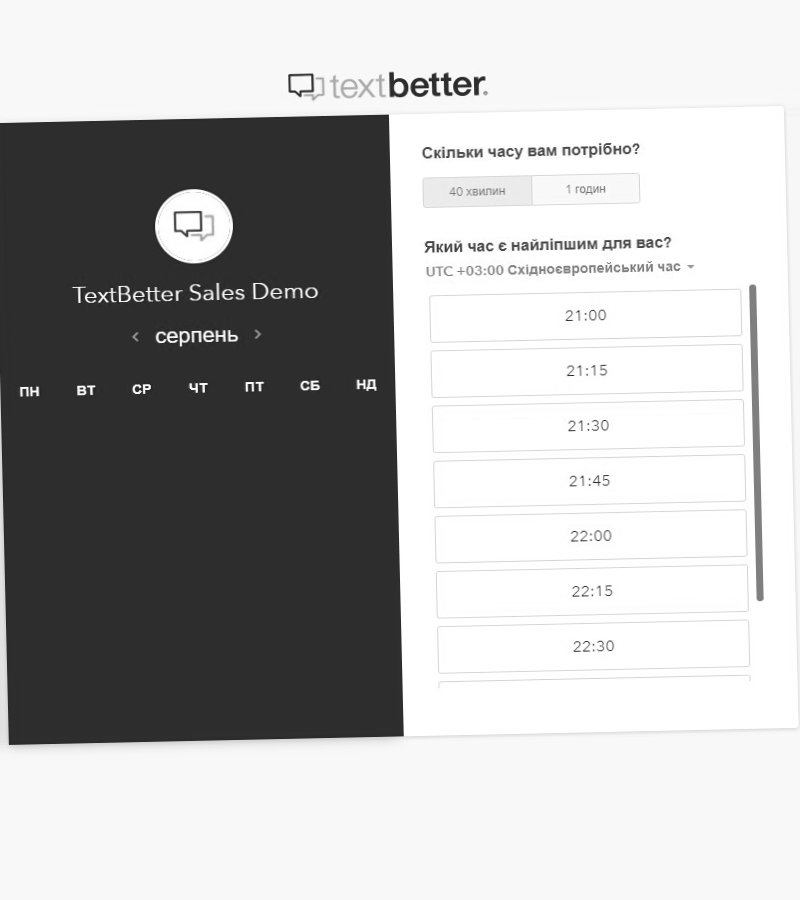 textbetter.
TextBetter Sales Demo
серпень
ПН ВТ СР ЧТ ПТ СБ НД
Скільки часу вам потрібно?
40 хвилин 1 годин
Який час є найліпшим для вас?
UTC +03:00 Східноєвропейський час
21:00
21:15
21:30
21:45
22:00
22:15
22:30